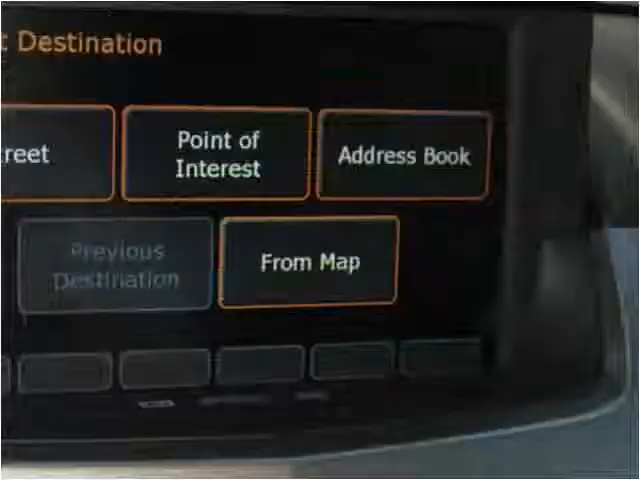 t Destination
reet
Point of
Interest
Address Book
Previous
Destination
From Map